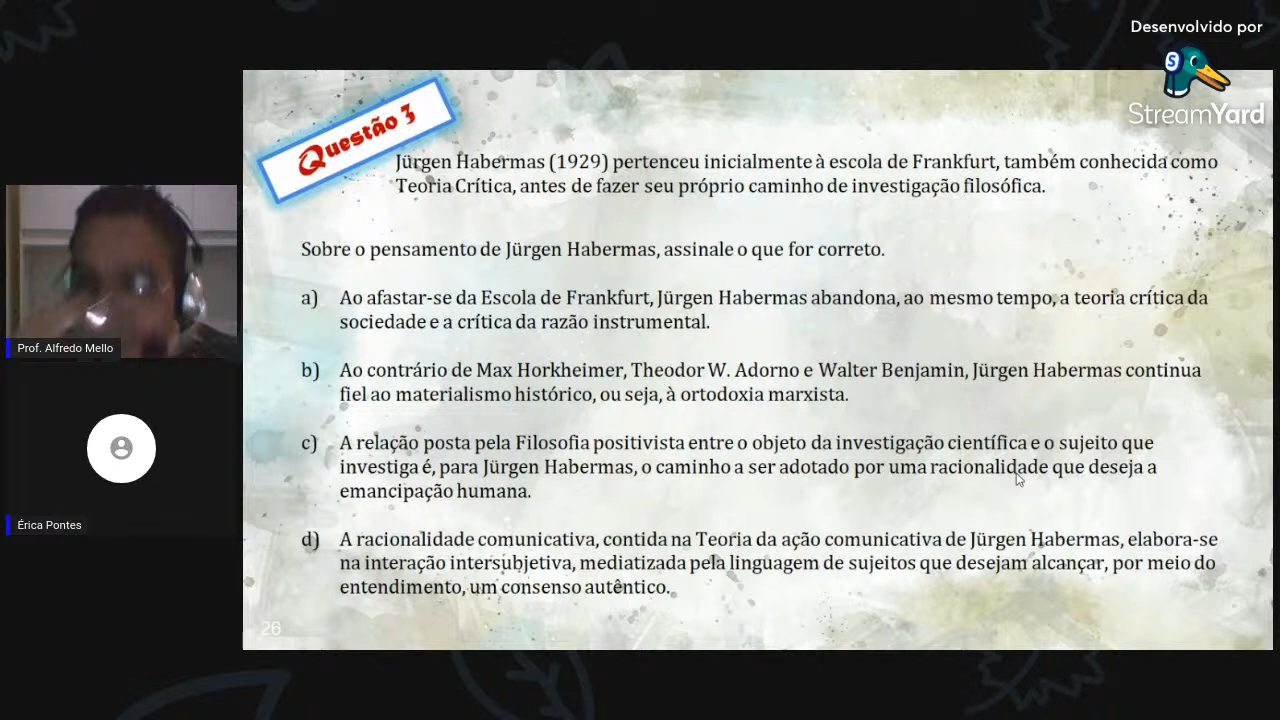 Desenvolvido por
StreamYard
Questão 3
Jürgen Habermas (1929) pertenceu inicialmente à escola de Frankfurt, também conhecida como
Teoria Crítica, antes de fazer seu próprio caminho de investigação filosófica.
Sobre o pensamento de Jürgen Habermas, assinale o que for correto.
a) Ao afastar-se da Escola de Frankfurt, Jürgen Habermas abandona, ao mesmo tempo, a teoria crítica da
sociedade e a crítica da razão instrumental.
b) Ao contrário de Max Horkheimer, Theodor W. Adorno e Walter Benjamin, Jürgen Habermas continua
fiel ao materialismo histórico, ou seja, à ortodoxia marxista.
c) A relação posta pela Filosofia positivista entre o objeto da investigação científica e o sujeito que
investiga é, para Jürgen Habermas, o caminho a ser adotado por uma racionalidade que deseja a
emancipação humana.
d) A racionalidade comunicativa, contida na Teoria da ação comunicativa de Jürgen Habermas, elabora-se
na interação intersubjetiva, mediatizada pela linguagem de sujeitos que desejam alcançar, por meio do
entendimento, um consenso autêntico.
26
Prof. Alfredo Mello
Érica Pontes